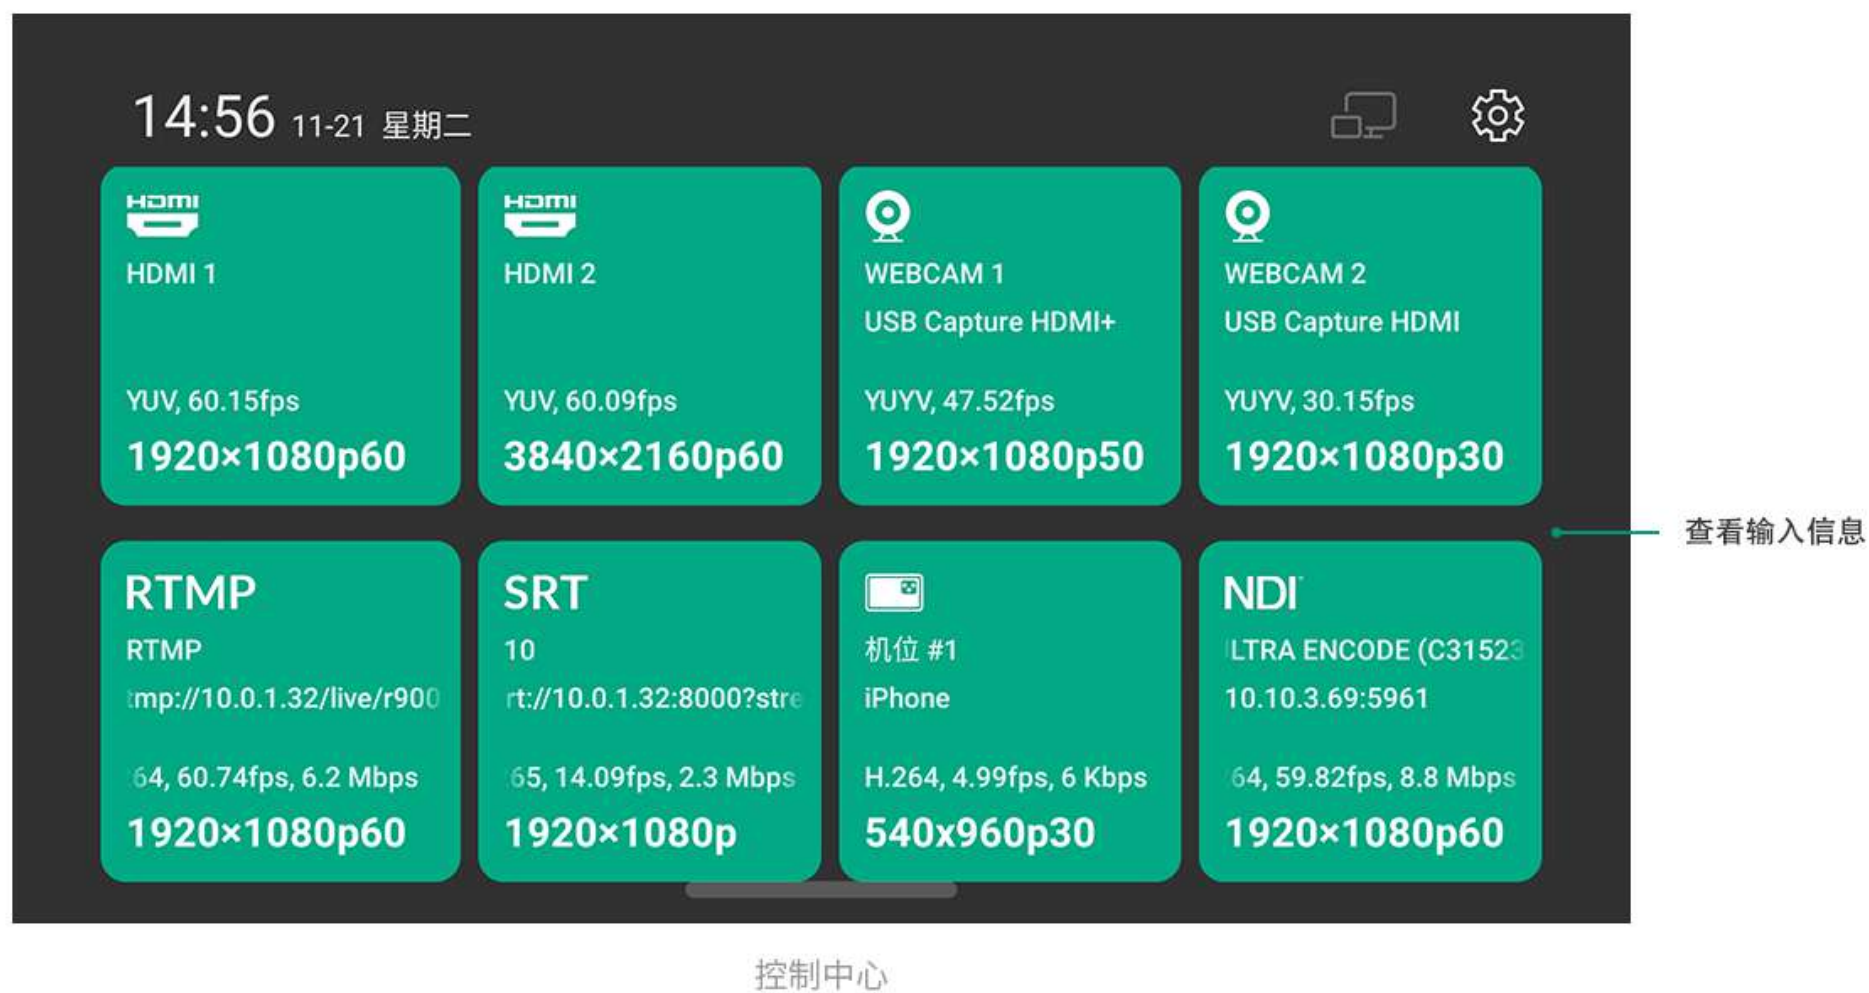 14:56 11-21 星期二
HDMI
HDMI 1
YUV, 60.15fps
1920×1080p60
HDMI
HDMI 2
YUV, 60.09fps
3840×2160p60
WEBCAM 1
USB Capture HDMI+
YUYV, 47.52fps
1920×1080p50
WEBCAM 2
USB Capture HDMI
YUYV, 30.15fps
1920×1080p30
RTMP
RTMP
tmp://10.0.1.32/live/r900
64, 60.74fps, 6.2 Mbps
1920×1080p60
SRT
10
rt://10.0.1.32:8000?stre
65, 14.09fps, 2.3 Mbps
1920×1080p
机位 #1
iPhone
H.264, 4.99fps, 6 Kbps
540x960p30
NDI
LTRA ENCODE (C31523
10.10.3.69:5961
64, 59.82fps, 8.8 Mbps
1920×1080p60
查看输入信息
控制中心